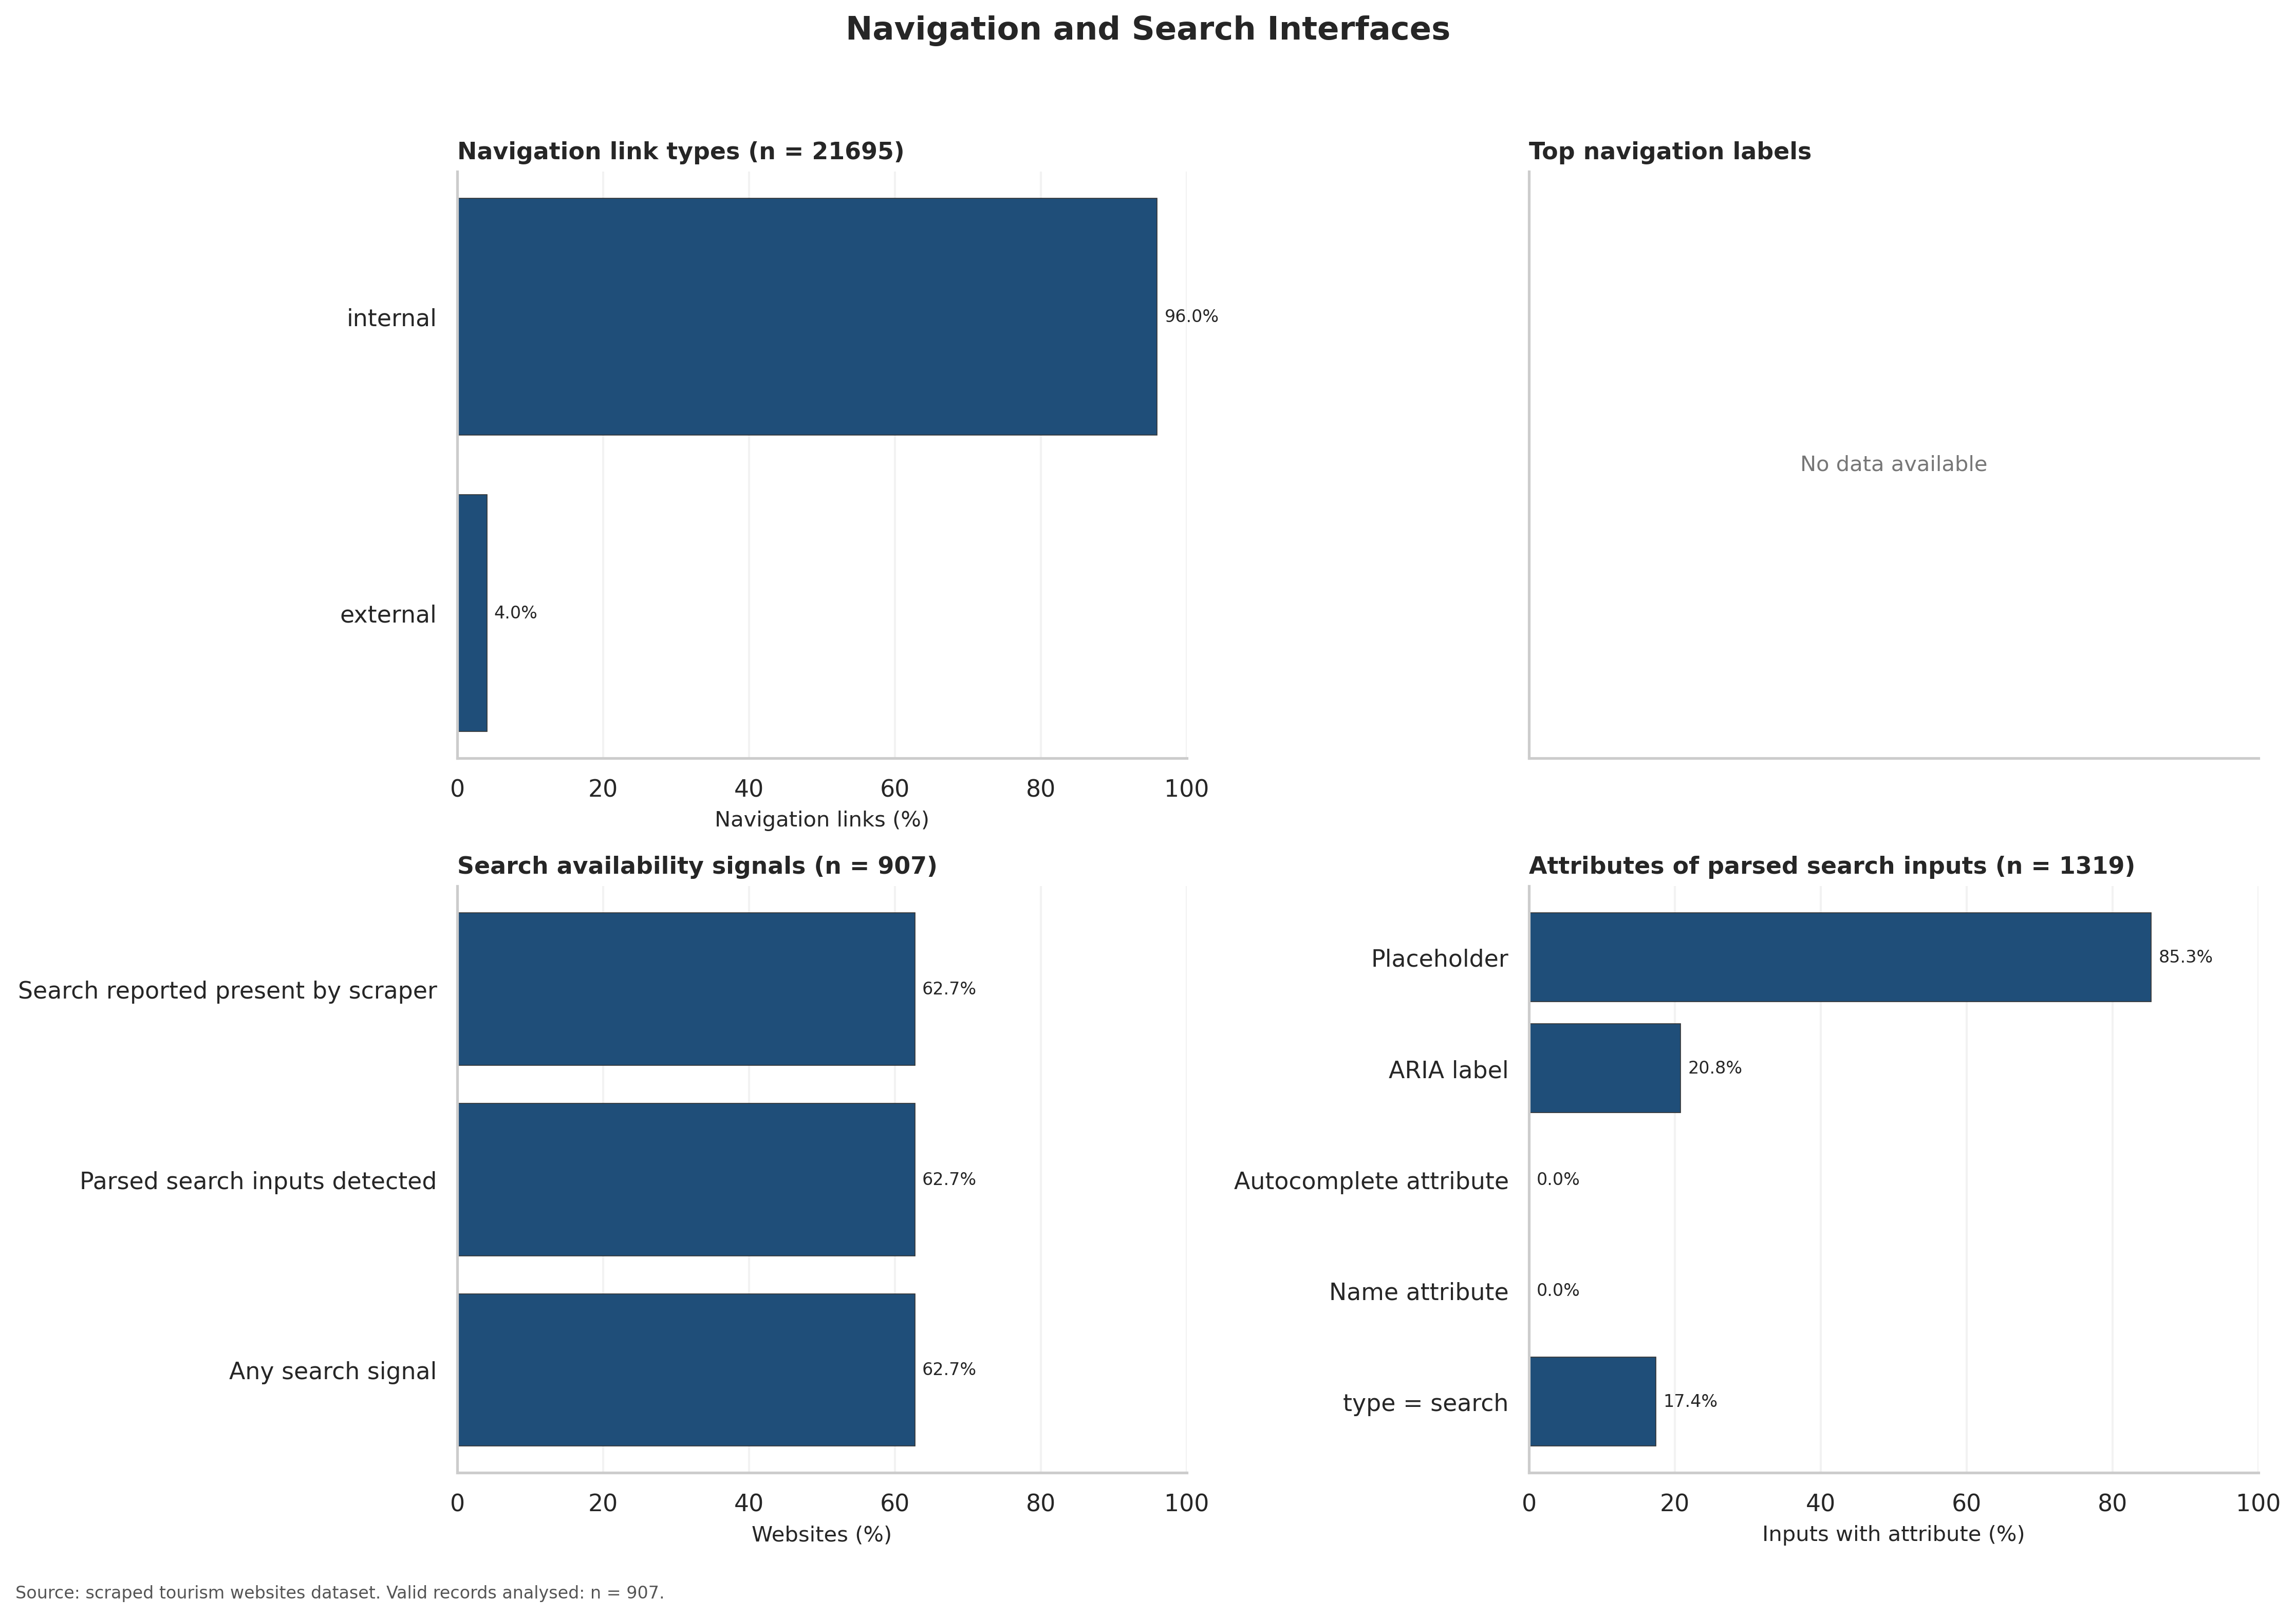 Navigation and Search Interfaces
Navigation link types (n = 21695)
internal
96.0%
external
4.0%
0 20 40 60 80 100
Navigation links (%)
Top navigation labels
No data available
Search availability signals (n = 907)
Search reported present by scraper
62.7%
Parsed search inputs detected
62.7%
Any search signal
62.7%
0 20 40 60 80 100
Websites (%)
Attributes of parsed search inputs (n = 1319)
Placeholder
85.3%
ARIA label
20.8%
Autocomplete attribute
0.0%
Name attribute
0.0%
type = search
17.4%
0 20 40 60 80 100
Inputs with attribute (%)
Source: scraped tourism websites dataset. Valid records analysed: n = 907.